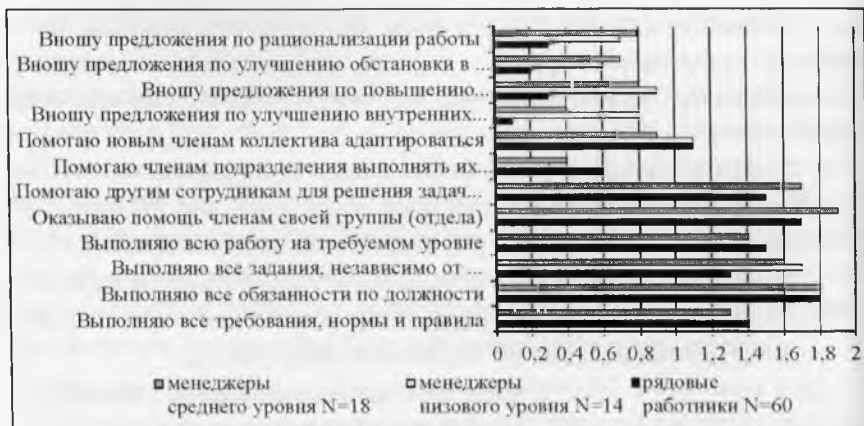 Вношу предложения по рационализации работы
Вношу предложения по улучшению обстановки в ...
Вношу предложения по повышению...
Вношу предложения по улучшению внутренних...
Помогаю новым членам коллектива адаптироваться
Помогаю членам подразделения выполнять их...
Помогаю другим сотрудникам для решения задач...
Оказываю помощь членам своей группы (отдела)
Выполняю всю работу на требуемом уровне
Выполняю все задания, независимо от ...
Выполняю все обязанности по должности
Выполняю все требования, нормы и правила
0 0,2 0,4 0,6 0,8 1 1,2 1,4 1,6 1,8 2
менеджеры среднего уровня N=18
менеджеры низового уровня N=14
рядовые работники N=60